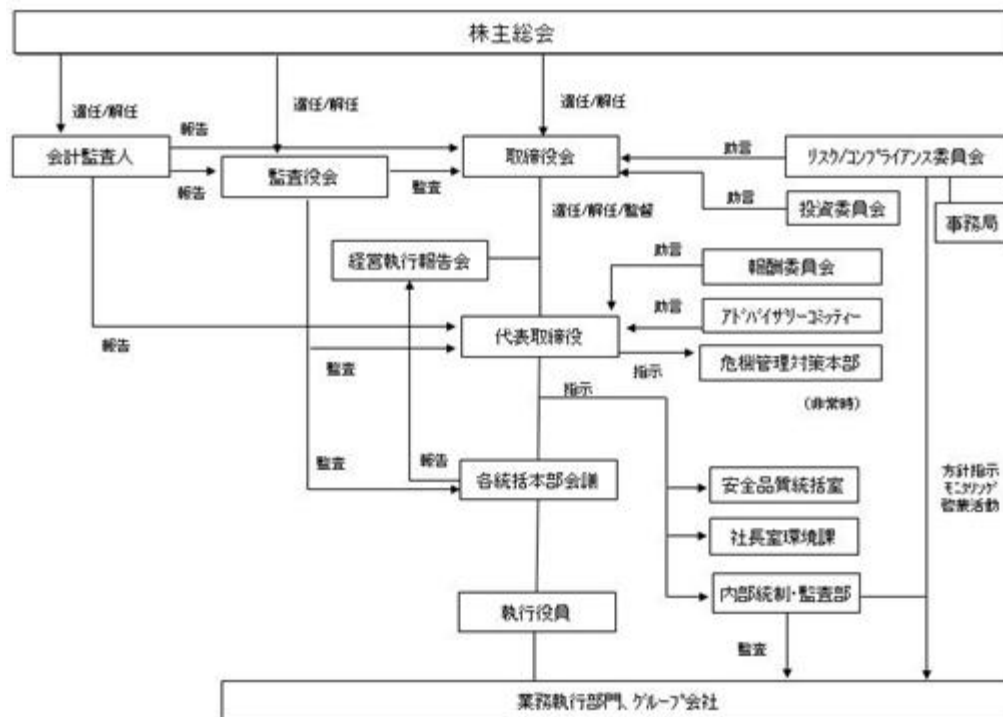 株主総会
選任/解任
選任/解任
選任/解任
会計監査人
報告
取締役会
助言
リスク/コンプライアンス委員会
報告
監査役会
監査
助言
投資委員会
事務局
選任/解任/監督
経営執行報告会
助言
報酬委員会
助言
アドバイザリーコミッティー
代表取締役
報告
監査
指示
危機管理対策本部
(非常時)
指示
監査
報告
各統括本部会議
安全品質統括室
方針指示
モニタリング
啓蒙活動
社長室環境課
執行役員
内部統制・監査部
監査
業務執行部門、グループ会社